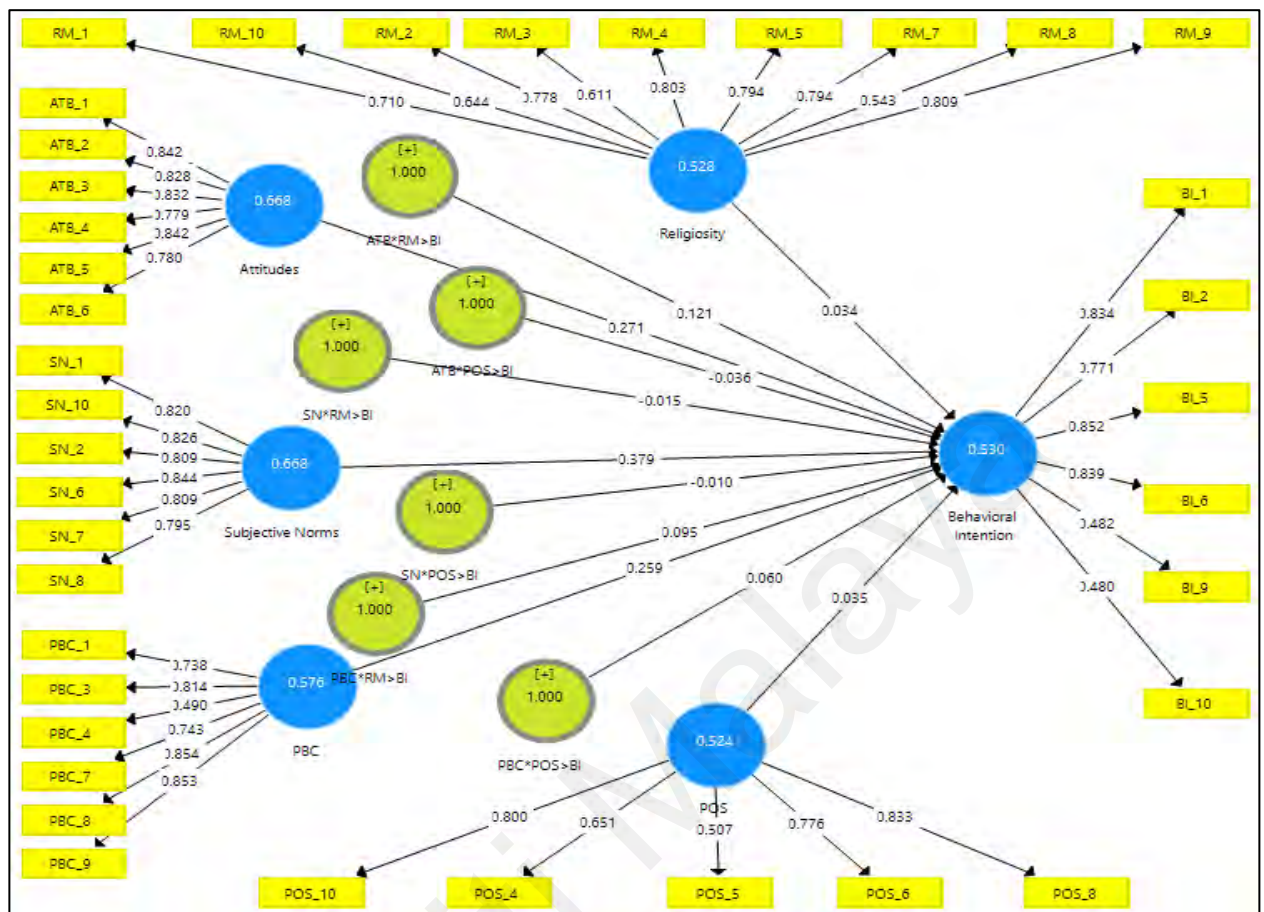 RM_1
RM_10
RM_2
RM_3
RM_4
RM_5
RM_7
RM_8
RM_9
0.710
0.644
0.778
0.611
0.803
0.794
0.794
0.543
0.809
ATB_1
ATB_2
ATB_3
ATB_4
ATB_5
ATB_6
0.842
0.828
0.832
0.779
0.842
0.780
0.668
Attitudes
[+]
1.000
ATB*RM>BI
0.528
Religiosity
[+]
1.000
ATB*POS>BI
[+]
1.000
SN*RM>BI
0.121
0.271
-0.036
-0.015
0.034
BI_1
BI_2
BI_5
BI_6
BI_9
BI_10
0.834
0.771
0.852
0.839
0.482
0.480
0.530
Behavioral
Intention
SN_1
SN_10
SN_2
SN_6
SN_7
SN_8
0.820
0.826
0.809
0.844
0.809
0.795
0.668
Subjective Norms
0.379
-0.010
[+]
1.000
SN*POS>BI
0.095
0.259
[+]
1.000
PBC*RM>BI
0.060
0.035
PBC_1
PBC_3
PBC_4
PBC_7
PBC_8
PBC_9
0.738
0.814
0.490
0.743
0.854
0.853
0.576
PBC
[+]
1.000
PBC*POS>BI
0.524
POS
0.800
0.651
0.507
0.776
0.833
POS_10
POS_4
POS_5
POS_6
POS_8